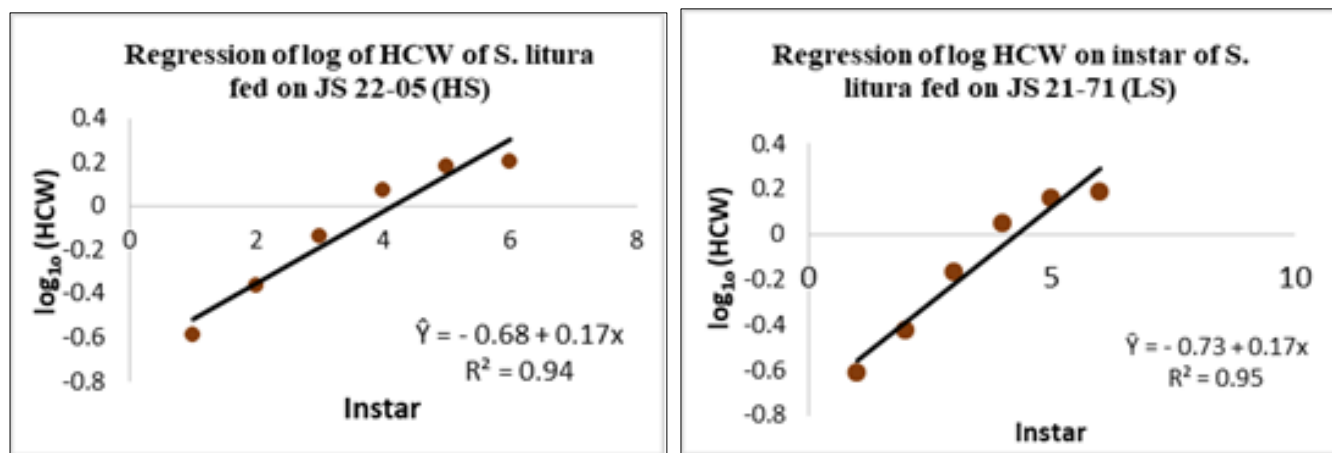 Regression of log of HCW of S. litura
fed on JS 22-05 (HS)
log₁₀ (HCW)
0.4
0.2
0
-0.2
-0.4
-0.6
-0.8
0
2
4
6
8
Ŷ = - 0.68 + 0.17x
R² = 0.94
Instar
Regression of log HCW on instar of S.
litura fed on JS 21-71 (LS)
log₁₀ (HCW)
0.4
0.2
0
-0.2
-0.4
-0.6
-0.8
0
5
10
Ŷ = - 0.73 + 0.17x
R² = 0.95
Instar